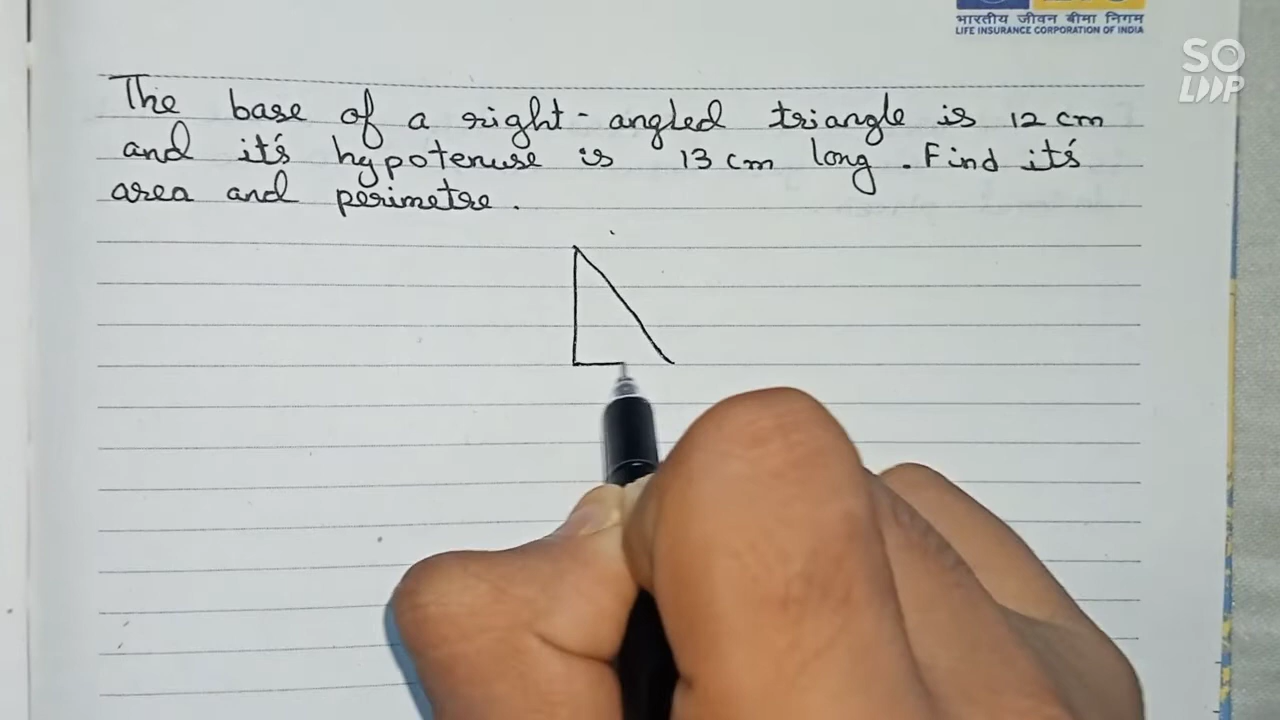 भारतीय जीवन बीमा निगम
LIFE INSURANCE CORPORATION OF INDIA
SO
LP
The base of a right-angled triangle is 12 cm
and it's hypotenuse is 13 cm long. Find it's
area and perimetre.